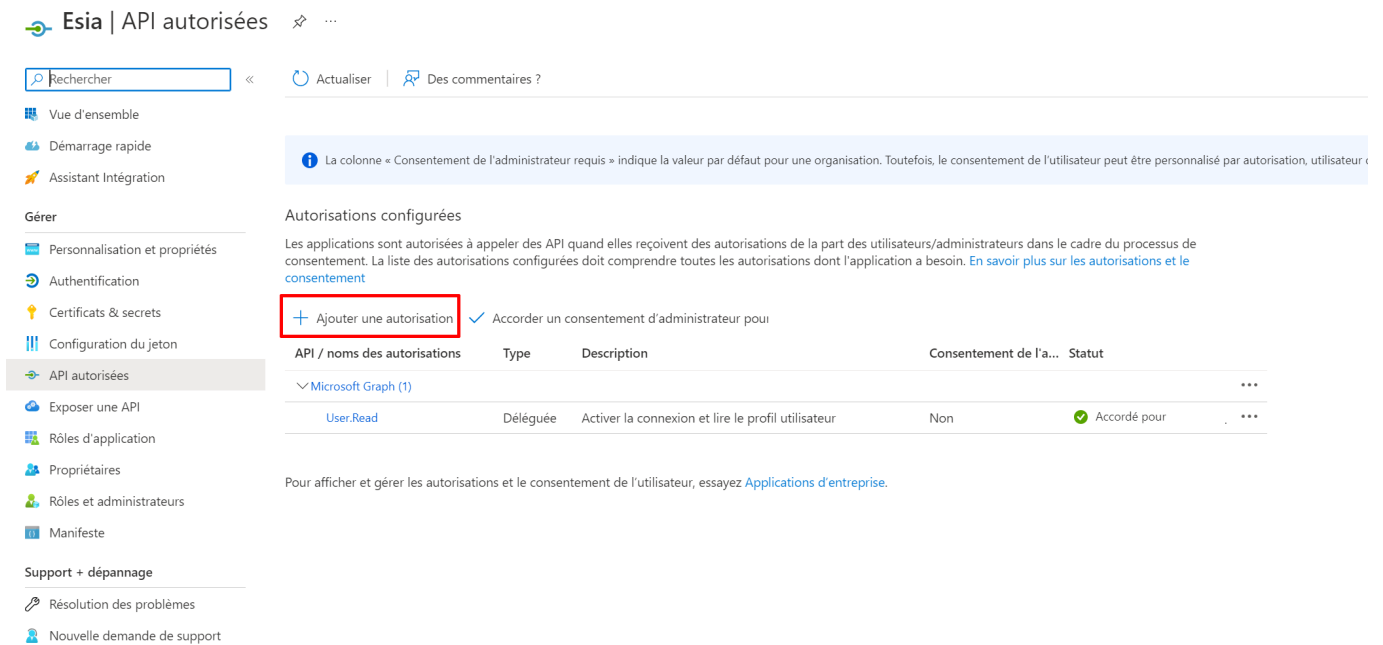 Esia | API autorisées
Rechercher
«
Actualiser
Des commentaires ?
Vue d'ensemble
Démarrage rapide
Assistant Intégration
Gérer
Personnalisation et propriétés
Authentification
Certificats & secrets
Configuration du jeton
API autorisées
Exposer une API
Rôles d'application
Propriétaires
Rôles et administrateurs
Manifeste
Support + dépannage
Résolution des problèmes
Nouvelle demande de support
La colonne « Consentement de l'administrateur requis » indique la valeur par défaut pour une organisation. Toutefois, le consentement de l'utilisateur peut être personnalisé par autorisation, utilisateur
Autorisations configurées
Les applications sont autorisées à appeler des API quand elles reçoivent des autorisations de la part des utilisateurs/administrateurs dans le cadre du processus de
consentement. La liste des autorisations configurées doit comprendre toutes les autorisations dont l'application a besoin. En savoir plus sur les autorisations et le
consentement
Ajouter une autorisation
Accorder un consentement d'administrateur pour
API / noms des autorisations Type Description Consentement de l'a... Statut
Microsoft Graph (1)
User.Read Déléguée Activer la connexion et lire le profil utilisateur Non Accordé pour
Pour afficher et gérer les autorisations et le consentement de l'utilisateur, essayez Applications d'entreprise.